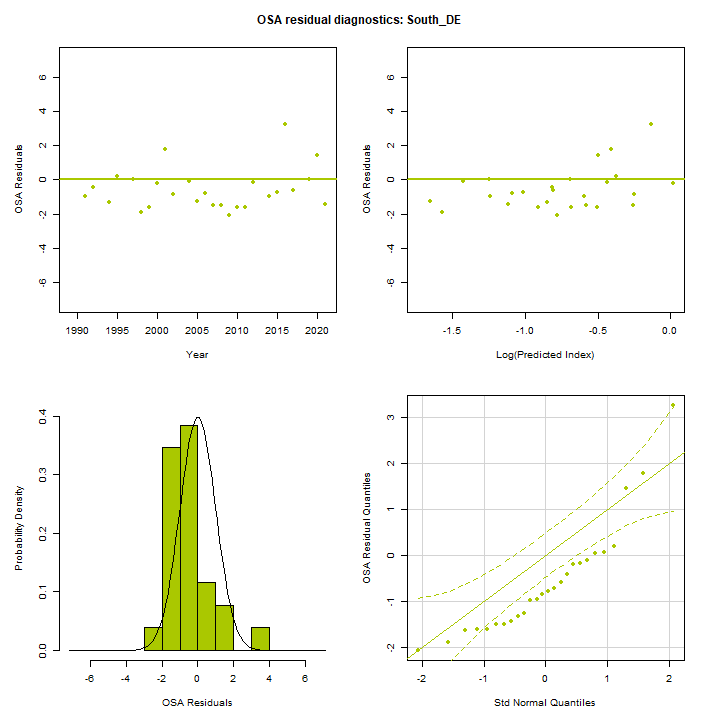 OSA residual diagnostics: South_DE
OSA Residuals
6
4
2
0
-2
-4
-6
1990 1995 2000 2005 2010 2015 2020
Year
OSA Residuals
6
4
2
0
-2
-4
-6
-1.5 -1.0 -0.5 0.0
Log(Predicted Index)
Probability Density
0.4
0.3
0.2
0.1
0.0
-6 -4 -2 0 2 4 6
OSA Residuals
OSA Residual Quantiles
3
2
1
0
-1
-2
-2 -1 0 1 2
Std Normal Quantiles